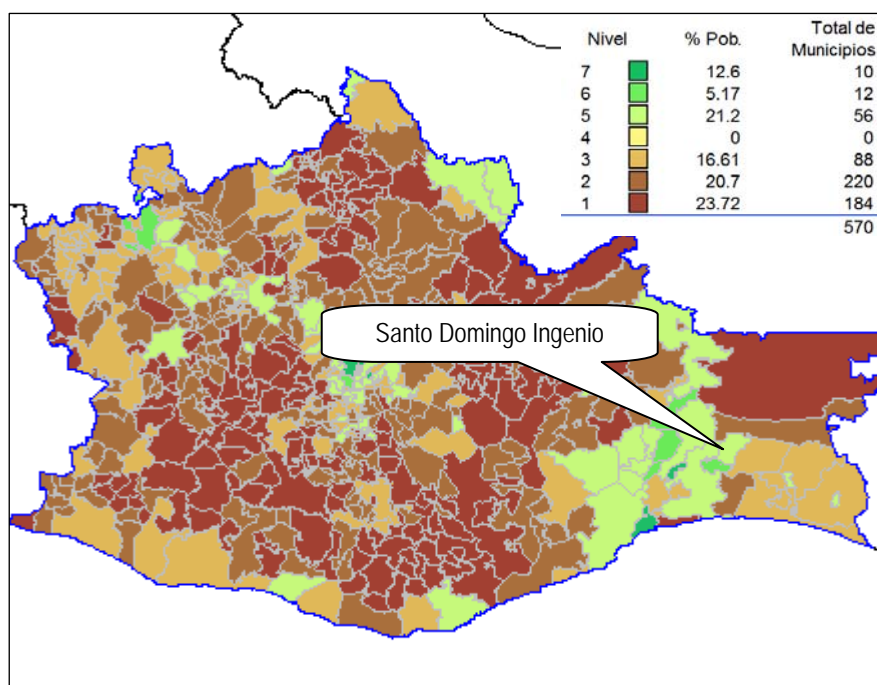 Nivel % Pob. Total de Municipios
7 12.6 10
6 5.17 12
5 21.2 56
4 0 0
3 16.61 88
2 20.7 220
1 23.72 184
570
Santo Domingo Ingenio